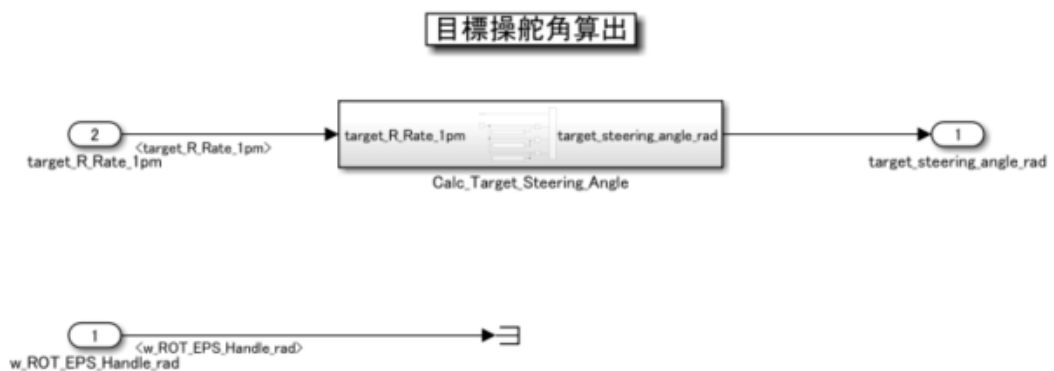 目標操舵角算出
2
<target_R_Rate_1pm>
target_R_Rate_1pm
target_R_Rate_1pm
target_steering_angle_rad
Calc_Target_Steering_Angle
1
target_steering_angle_rad
1
<w_ROT_EPS_Handle_rad>
w_ROT_EPS_Handle_rad